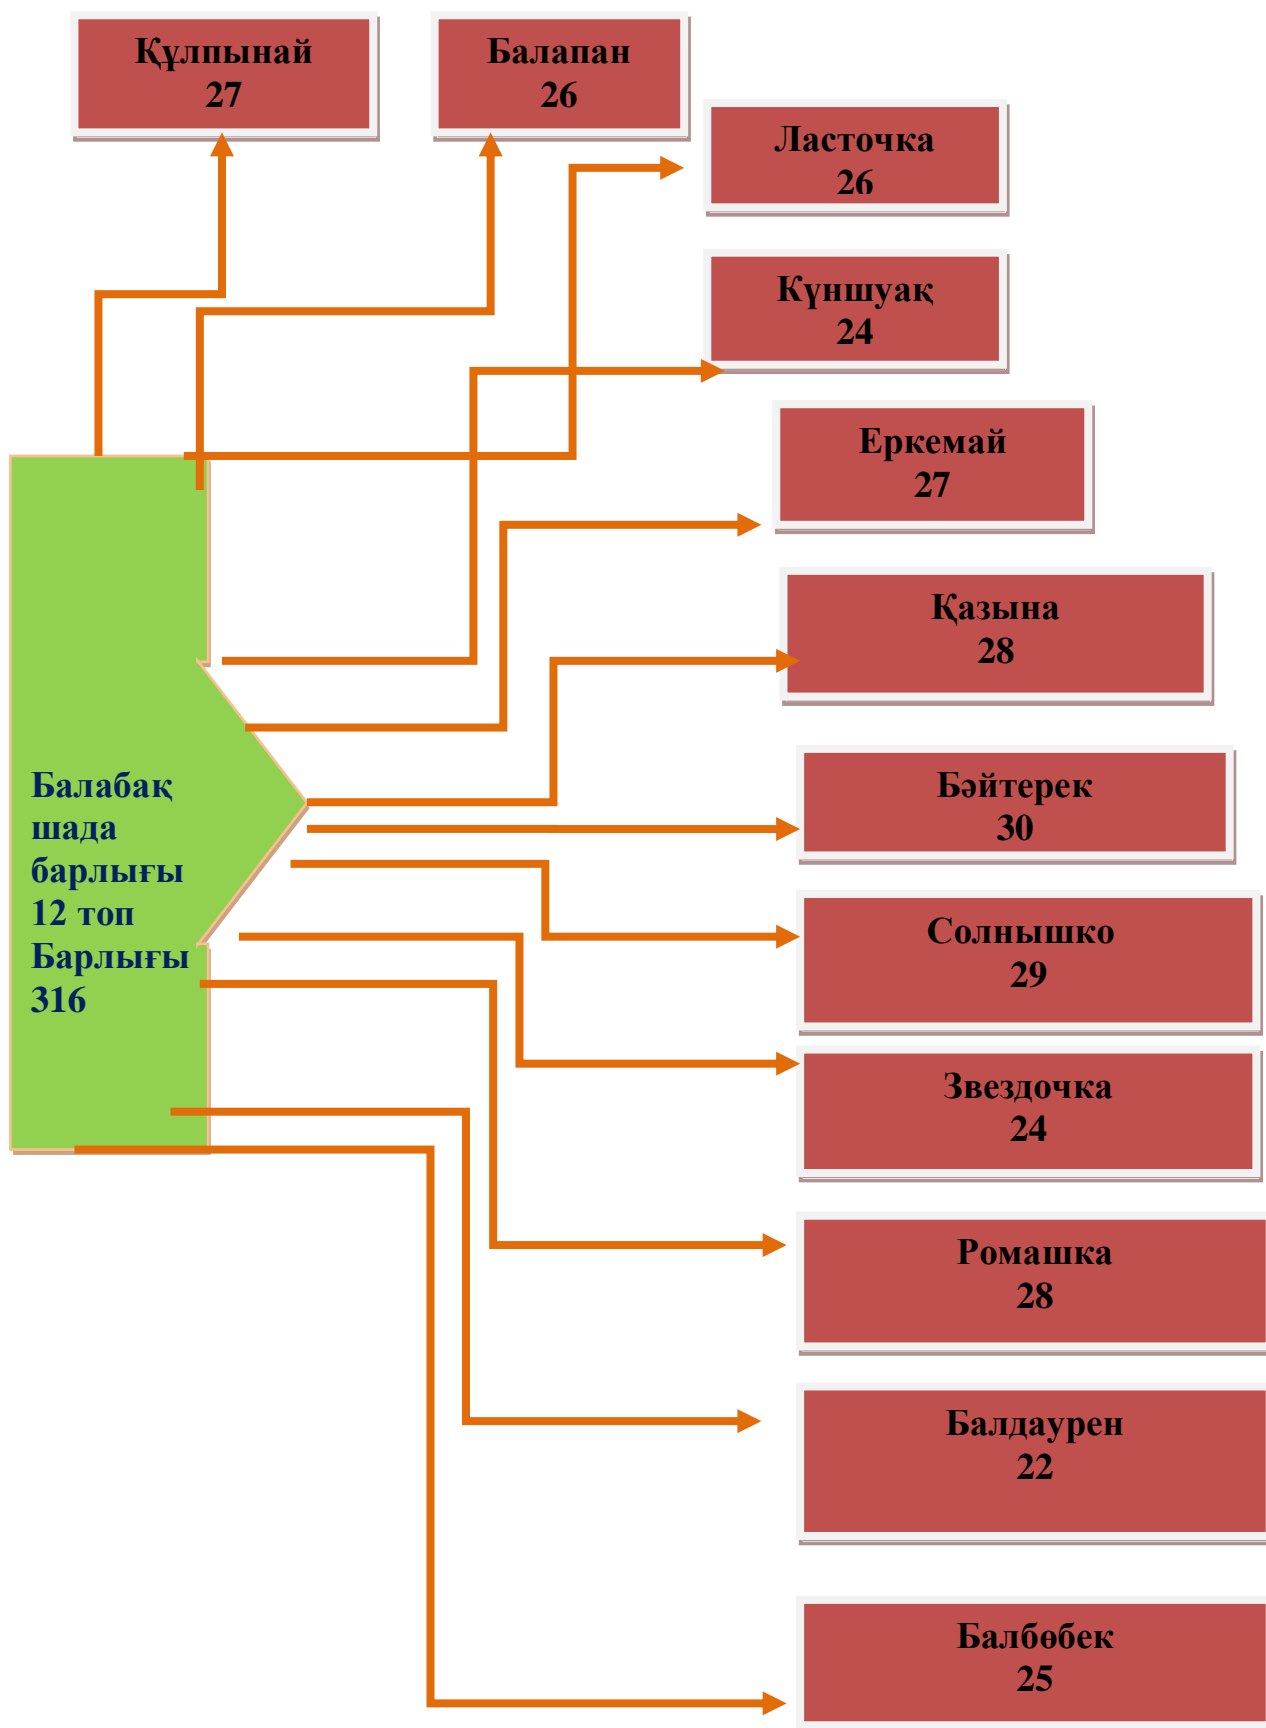 Құлпынай
27
Балапан
26
Ласточка
26
Күншуақ
24
Еркемай
27
Қазына
28
Бәйтерек
30
Солнышко
29
Звездочка
24
Ромашка
28
Балдаурен
22
Балбөбек
25
Балабақ
шада
барлығы
12 топ
Барлығы
316